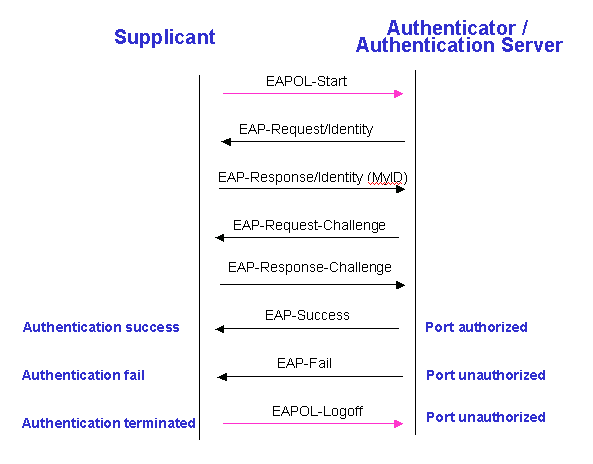 Supplicant
Authenticator /
Authentication Server
EAPOL-Start
EAP-Request/Identity
EAP-Response/Identity (MyID)
EAP-Request-Challenge
EAP-Response-Challenge
EAP-Success
Authentication success
Port authorized
EAP-Fail
Authentication fail
Port unauthorized
EAPOL-Logoff
Authentication terminated
Port unauthorized